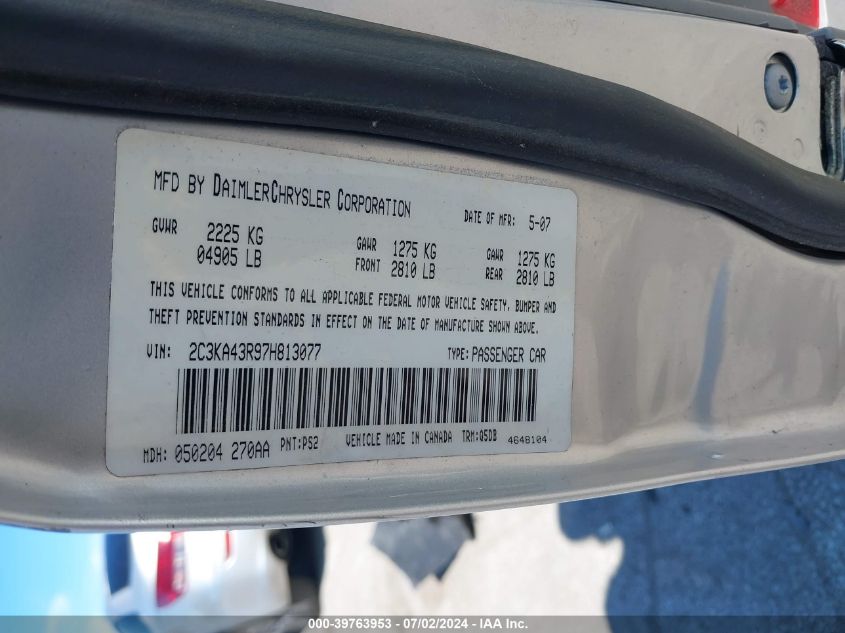 MFD BY DAIMLERCHRYSLER CORPORATION DATE OF MFR: 5-07
GVWR 2225 KG 04905 LB GAWR FRONT 1275 KG 2810 LB GAWR REAR 1275 KG 2810 LB
THIS VEHICLE CONFORMS TO ALL APPLICABLE FEDERAL MOTOR VEHICLE SAFETY, BUMPER AND
THEFT PREVENTION STANDARDS IN EFFECT ON THE DATE OF MANUFACTURE SHOWN ABOVE.
VIN: 2C3KA43R97H813077 TYPE: PASSENGER CAR
MDH: 050204 270AA PNT: PS2 VEHICLE MADE IN CANADA TRM: Q5DB 4648104
000-39763953 - 07/02/2024 - IAA Inc.